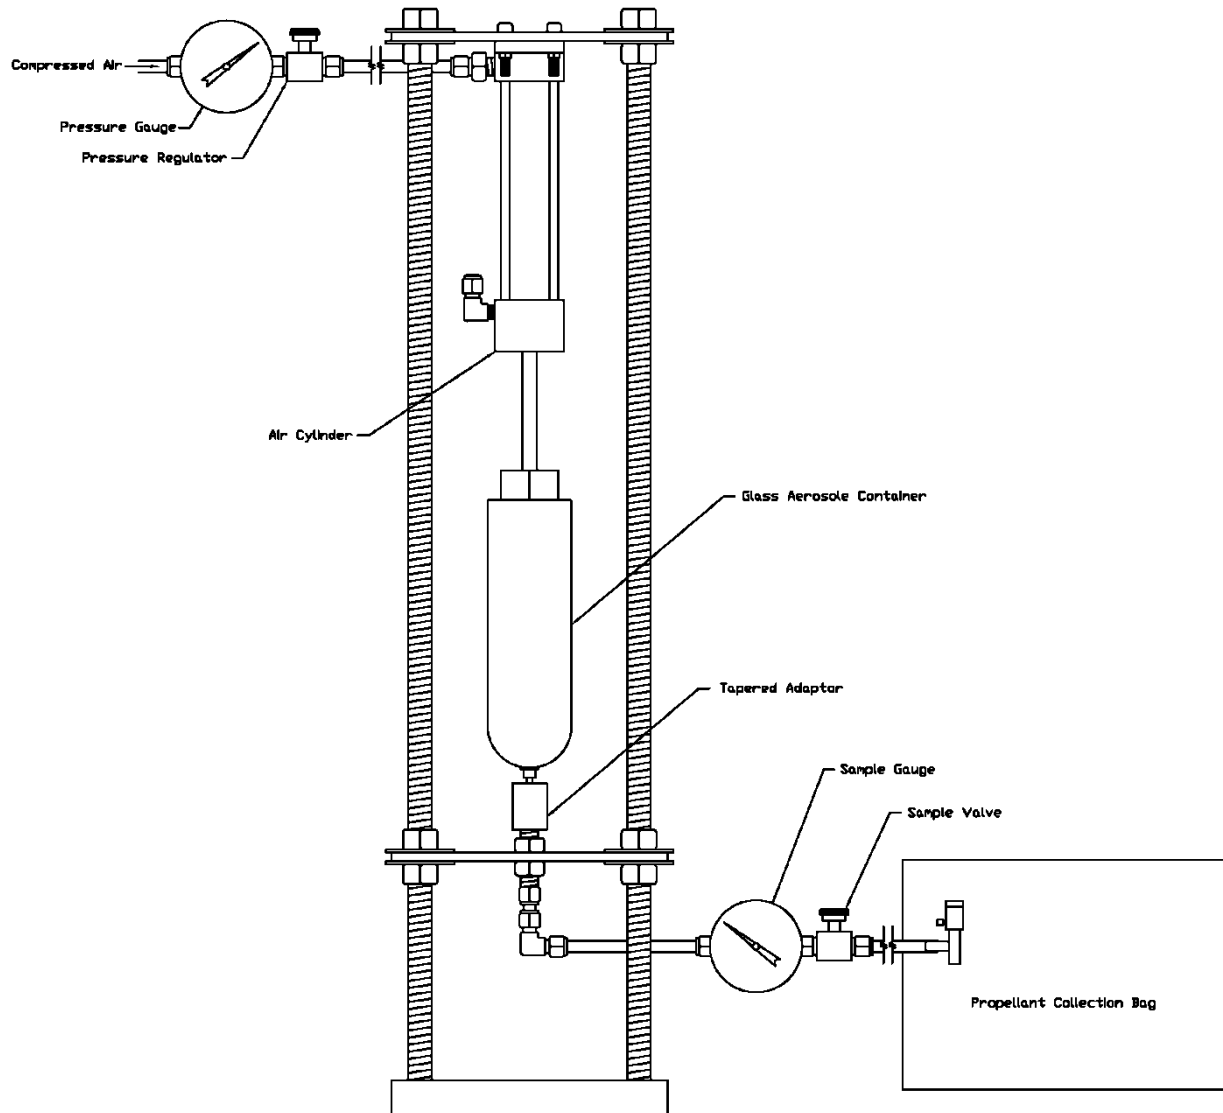 Compressed Air
Pressure Gauge
Pressure Regulator
Air Cylinder
Glass Aerosole Container
Tapered Adaptor
Sample Gauge
Sample Valve
Propellant Collection Bag